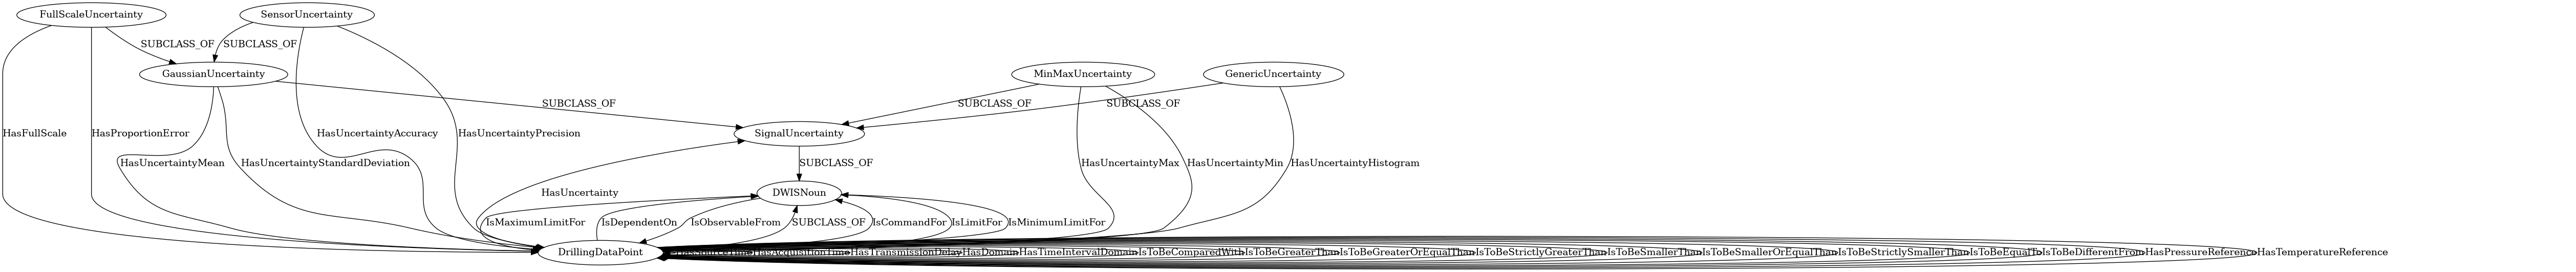 FullScaleUncertainty
SensorUncertainty
SUBCLASS_OF
SUBCLASS_OF
GaussianUncertainty
MinMaxUncertainty
GenericUncertainty
SUBCLASS_OF
SUBCLASS_OF
SUBCLASS_OF
HasFullScale
HasProportionError
HasUncertaintyAccuracy
HasUncertaintyPrecision
SignalUncertainty
HasUncertaintyMean
HasUncertaintyStandardDeviation
SUBCLASS_OF
HasUncertaintyMax
HasUncertaintyMin
HasUncertaintyHistogram
HasUncertainty
DWISNoun
IsMaximumLimitFor
IsDependentOn
IsObservableFrom
SUBCLASS_OF
IsCommandFor
IsLimitFor
IsMinimumLimitFor
DrillingDataPoint
HasSourceTime
HasAcquisitionTime
HasTransmissionDelay
HasDomain
HasTimeIntervalDomain
IsToBeComparedWith
IsToBeGreaterThan
IsToBeGreaterOrEqualThan
IsToBeStrictlyGreaterThan
IsToBeSmallerThan
IsToBeSmallerOrEqualThan
IsToBeStrictlySmallerThan
IsToBeEqualTo
IsToBeDifferentFrom
HasPressureReference
HasTemperatureReference